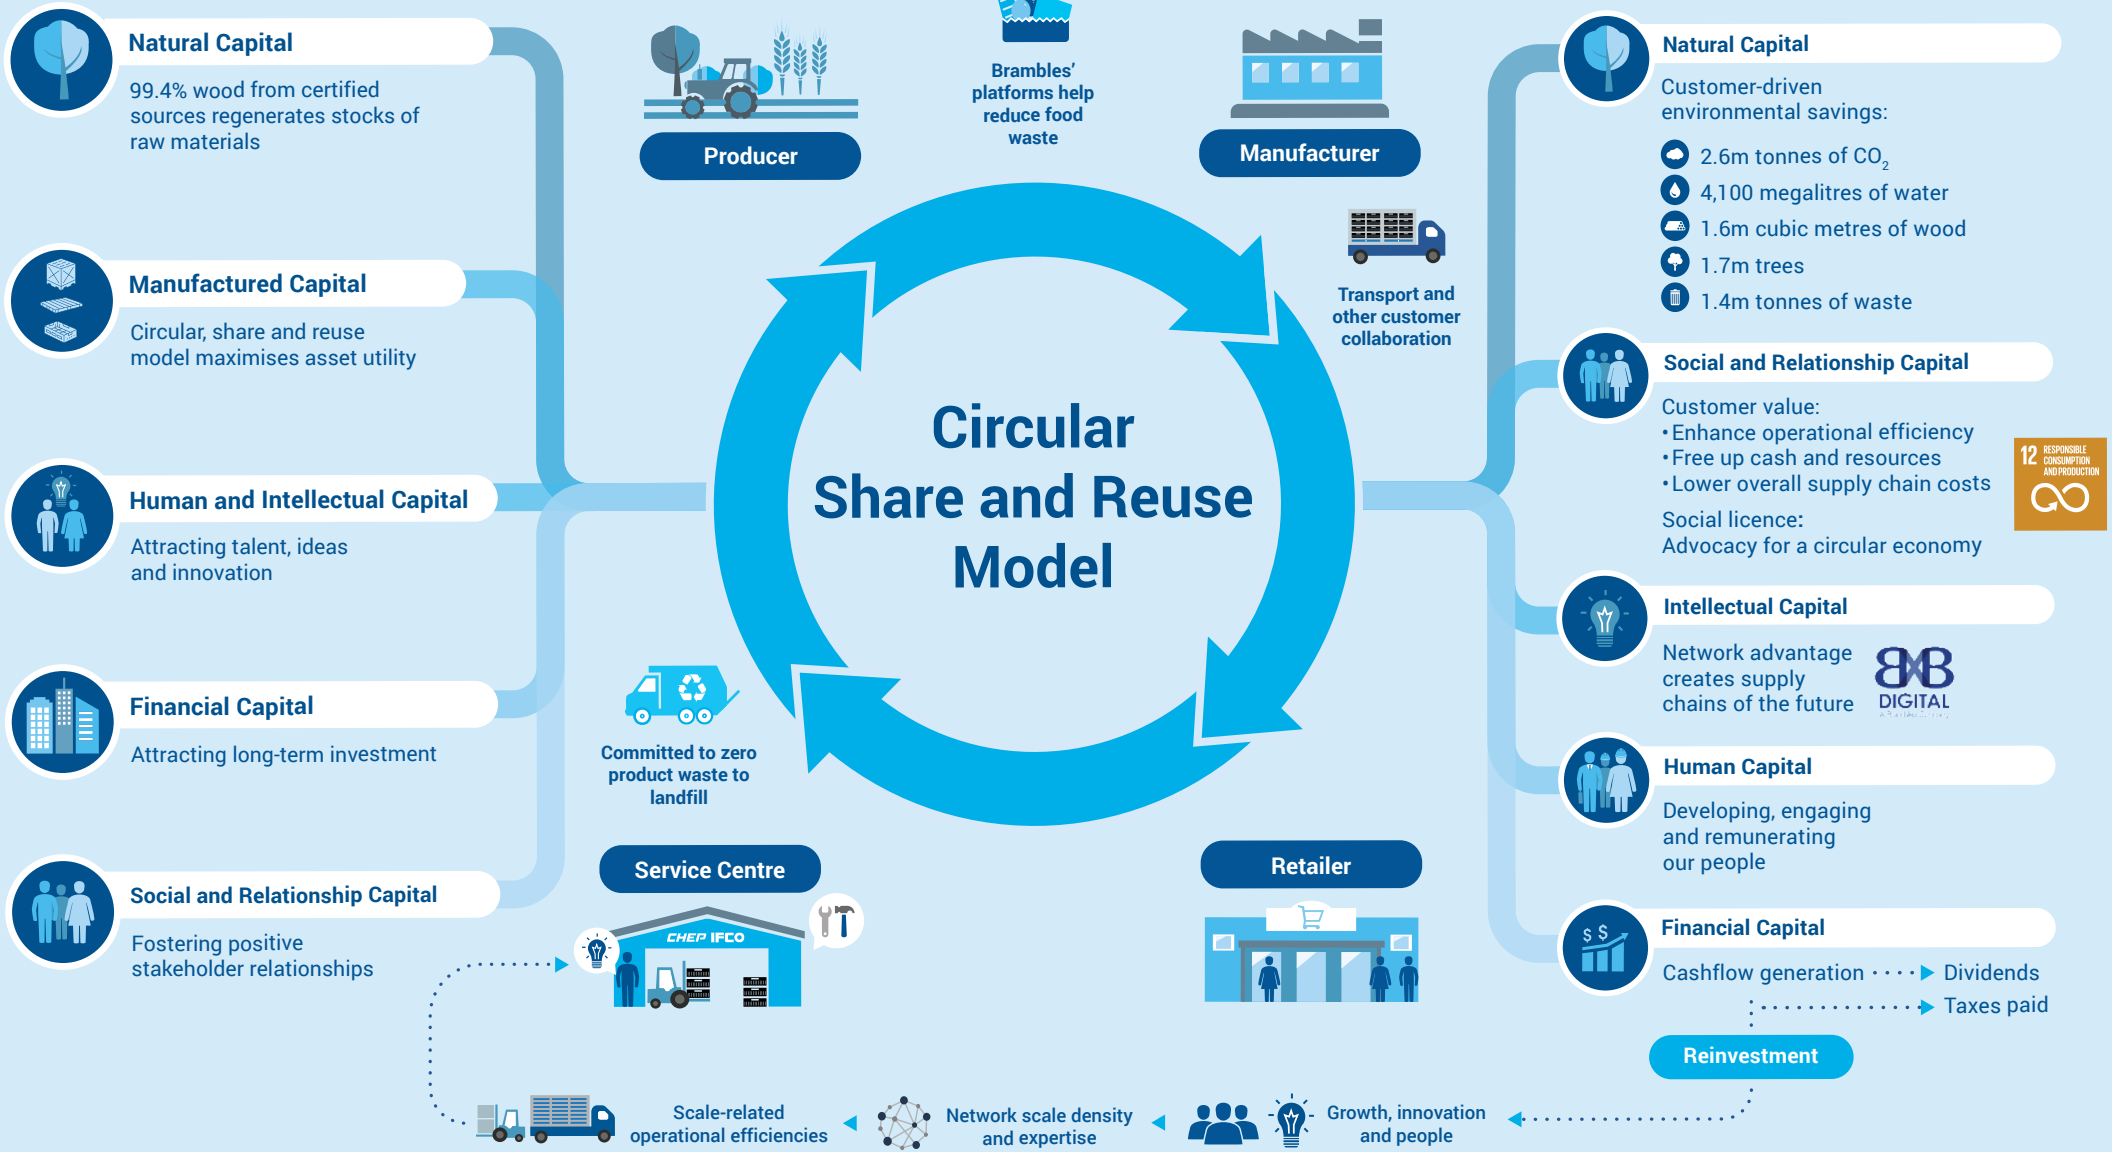 Natural Capital
99.4% wood from certified
sources regenerates stocks of
raw materials
Manufactured Capital
Circular, share and reuse
model maximises asset utility
Human and Intellectual Capital
Attracting talent, ideas
and innovation
Financial Capital
Attracting long-term investment
Social and Relationship Capital
Fostering positive
stakeholder relationships
Producer
Brambles’
platforms help
reduce food
waste
Manufacturer
Transport and
other customer
collaboration
Circular
Share and Reuse
Model
Committed to zero
product waste to
landfill
Service Centre
CHEP IFCO
Retailer
Natural Capital
Customer-driven
environmental savings:
2.6m tonnes of CO₂
4,100 megalitres of water
1.6m cubic metres of wood
1.7m trees
1.4m tonnes of waste
Social and Relationship Capital
Customer value:
• Enhance operational efficiency
• Free up cash and resources
• Lower overall supply chain costs
Social licence:
Advocacy for a circular economy
12 RESPONSIBLE
CONSUMPTION
AND PRODUCTION
Intellectual Capital
Network advantage
creates supply
chains of the future
BXB
DIGITAL
Human Capital
Developing, engaging
and remunerating
our people
Financial Capital
$ $
Cashflow generation
Dividends
Taxes paid
Reinvestment
Growth, innovation
and people
Network scale density
and expertise
Scale-related
operational efficiencies